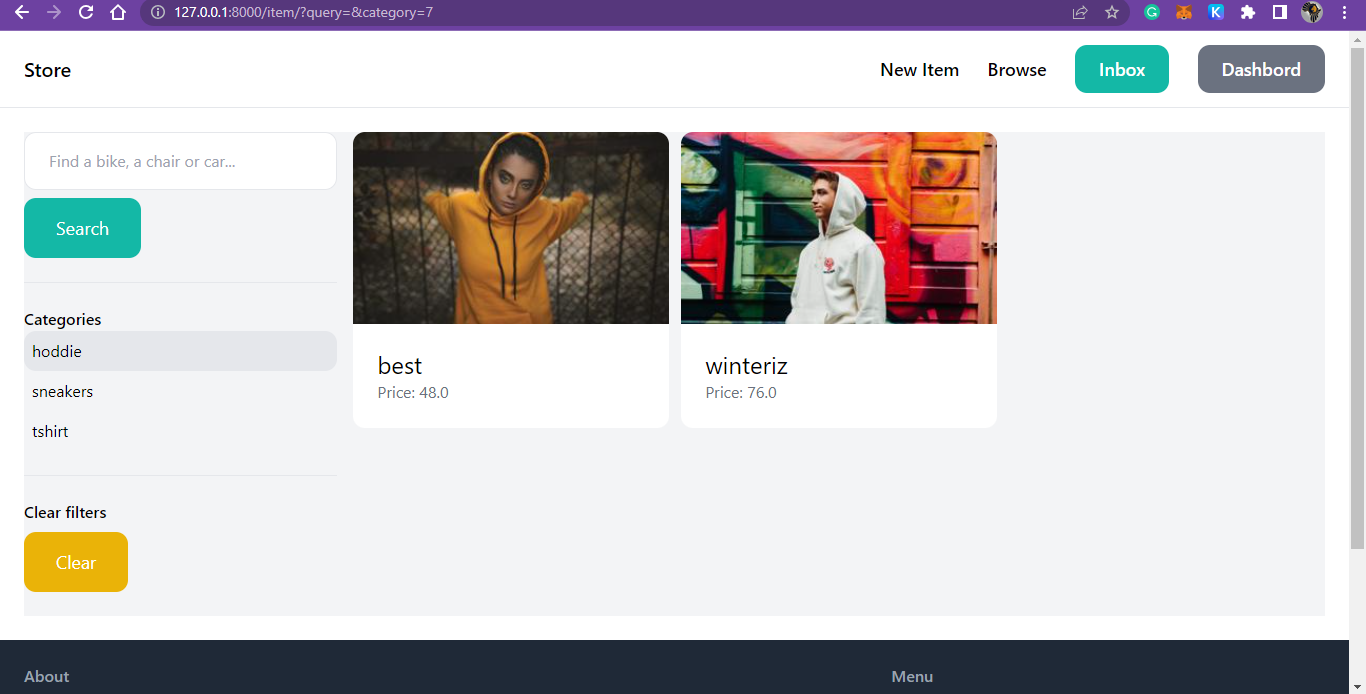 127.0.0.1:8000/item/?query=&category=7
Store
New Item
Browse
Inbox
Dashbord
Find a bike, a chair or car...
Search
Categories
hoddie
sneakers
tshirt
Clear filters
Clear
best
Price: 48.0
winteriz
Price: 76.0
About
Menu